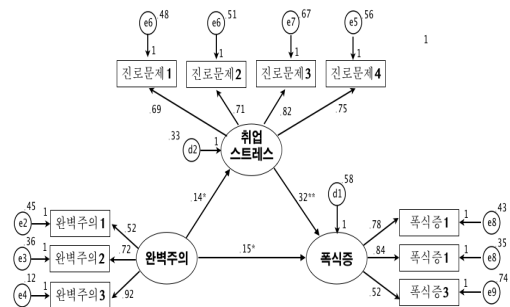 e6 48 e6 51 e7 67 e5 56
1 1 1 1 1
진로문제1 진로문제2 진로문제3 진로문제4
.69 .71 .82 .75
.33
d2 1
취업
스트레스
.14* 32** d1 58
1
45
e2 1 완벽주의1 .52
36
e3 1 완벽주의2 .72
12
e4 1 완벽주의3 .92
완벽주의 .15* 폭식증
.78 폭식증1 1 e8 43
.84 폭식증1 1 e8 35
.52 폭식증3 1 e9 74